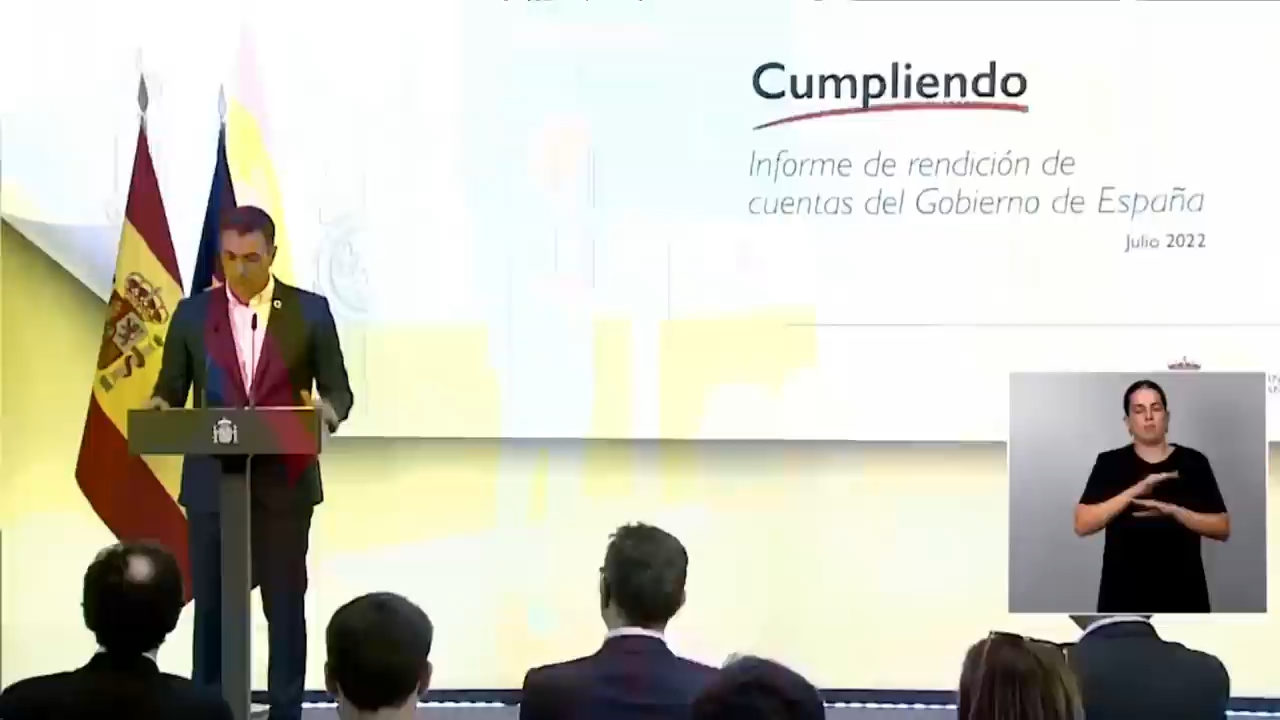 Cumpliendo
Informe de rendición de
cuentas del Gobierno de España
Julio 2022